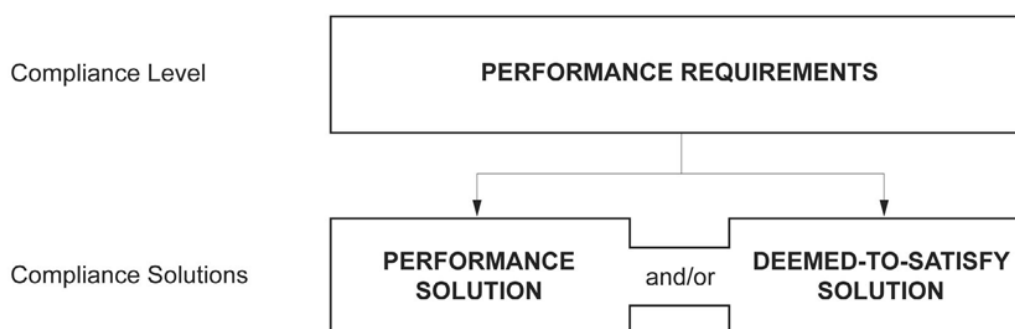 Compliance Level
PERFORMANCE REQUIREMENTS
Compliance Solutions
PERFORMANCE
SOLUTION
and/or
DEEMED-TO-SATISFY
SOLUTION